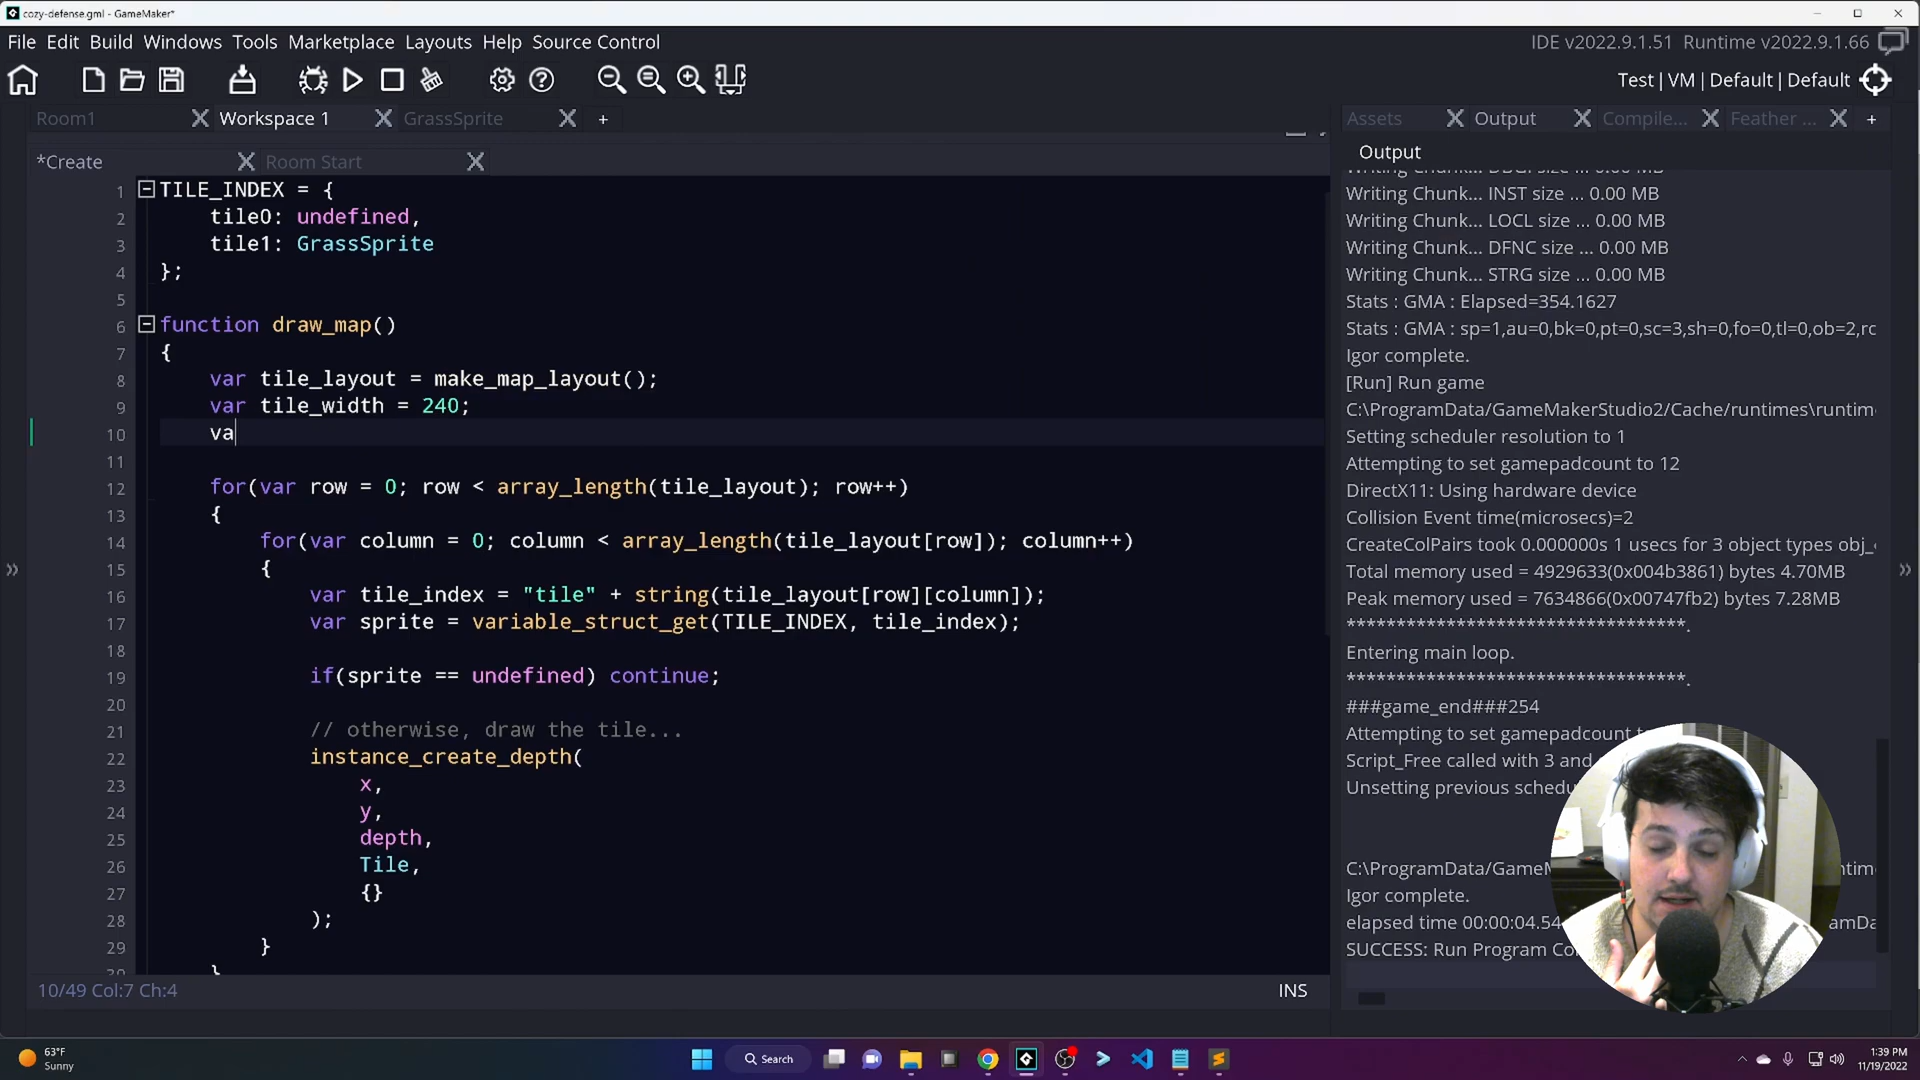 cozy-defense.gml - GameMaker*
File Edit Build Windows Tools Marketplace Layouts Help Source Control
IDE v2022.9.1.51 Runtime v2022.9.1.66
Test | VM | Default | Default
Room1 Workspace 1 GrassSprite +
*Create Room Start
1 TILE_INDEX = {
2 tile0: undefined,
3 tile1: GrassSprite
4 };
5
6 function draw_map()
7 {
8 var tile_layout = make_map_layout();
9 var tile_width = 240;
10 va
11
12 for(var row = 0; row < array_length(tile_layout); row++)
13 {
14 for(var column = 0; column < array_length(tile_layout[row]); column++)
15 {
16 var tile_index = "tile" + string(tile_layout[row][column]);
17 var sprite = variable_struct_get(TILE_INDEX, tile_index);
18
19 if(sprite == undefined) continue;
20
21 // otherwise, draw the tile...
22 instance_create_depth(
23 x,
24 y,
25 depth,
26 Tile,
27 {}
28 );
29 }
10/49 Col:7 Ch:4
INS
Assets Output Compile... Feather ... +
Output
Writing Chunk... INST size ... 0.00 MB
Writing Chunk... LOCL size ... 0.00 MB
Writing Chunk... DFNC size ... 0.00 MB
Writing Chunk... STRG size ... 0.00 MB
Stats : GMA : Elapsed=354.1627
Stats : GMA : sp=1,au=0,bk=0,pt=0,sc=3,sh=0,fo=0,tl=0,ob=2,rc
Igor complete.
[Run] Run game
C:\ProgramData/GameMakerStudio2/Cache/runtimes\runtime
Setting scheduler resolution to 1
Attempting to set gamepadcount to 12
DirectX11: Using hardware device
Collision Event time(microsecs)=2
CreateColPairs took 0.000000s 1 usecs for 3 object types obj_
Total memory used = 4929633(0x004b3861) bytes 4.70MB
Peak memory used = 7634866(0x00747fb2) bytes 7.28MB
*********************************.
Entering main loop.
*********************************.
###game_end###254
Attempting to set gamepadcount
Script_Free called with 3 and
Unsetting previous
Igor complete.
elapsed time 00:00:04.54
SUCCESS: Run Program
63°F
Sunny
Search
1:39 PM
11/19/2022